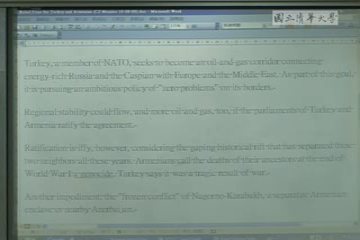 國立清華大學
Turkey, a member of NATO, seeks to become an oil-and-gas corridor connecting
energy-rich Russia and the Caspian with Europe and the Middle East. As part of this goal,
it is pursuing an ambitious policy of "zero problems" on its borders.
Regional stability could flow, and more oil and gas, too, if the parliaments of Turkey and
Armenia ratify the agreement.
Ratification is iffy, however, considering the gaping historical rift that has separated these
two neighbors all these years. Armenians call the deaths of their ancestors at the end of
World War I a genocide. Turkey says it was a tragic result of war.
Another impediment: the "frozen conflict" of Nagorno-Karabakh, a separatist Armenian
enclave in nearby Azerbaijan.